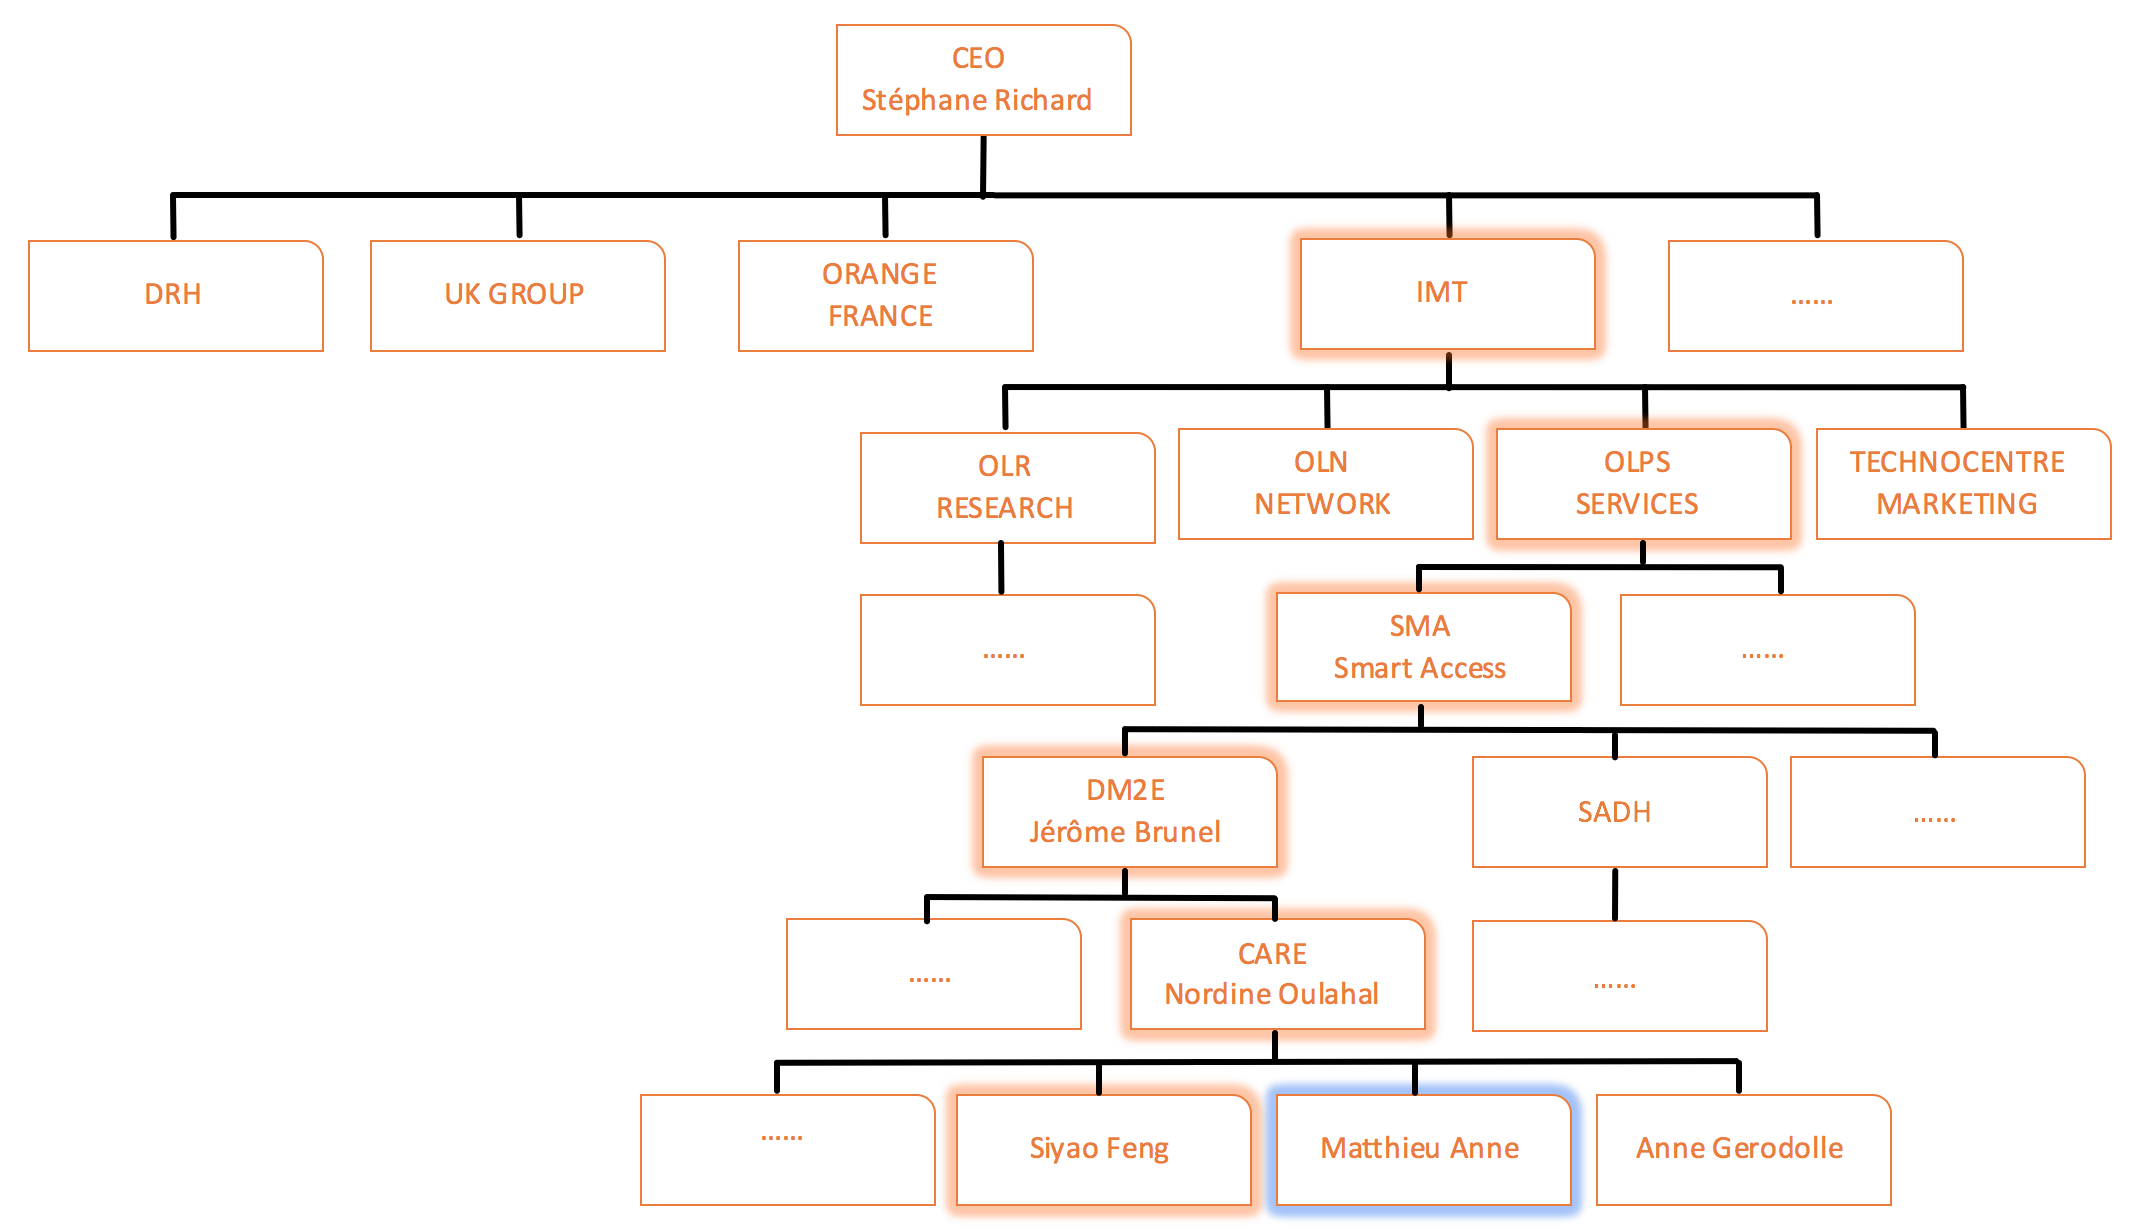 CEO
Stéphane Richard
DRH
UK GROUP
ORANGE
FRANCE
IMT
......
OLR
RESEARCH
OLN
NETWORK
OLPS
SERVICES
TECHNOCENTRE
MARKETING
......
SMA
Smart Access
......
DM2E
Jérôme Brunel
SADH
......
......
CARE
Nordine Oulahal
......
......
Siyao Feng
Matthieu Anne
Anne Gerodolle